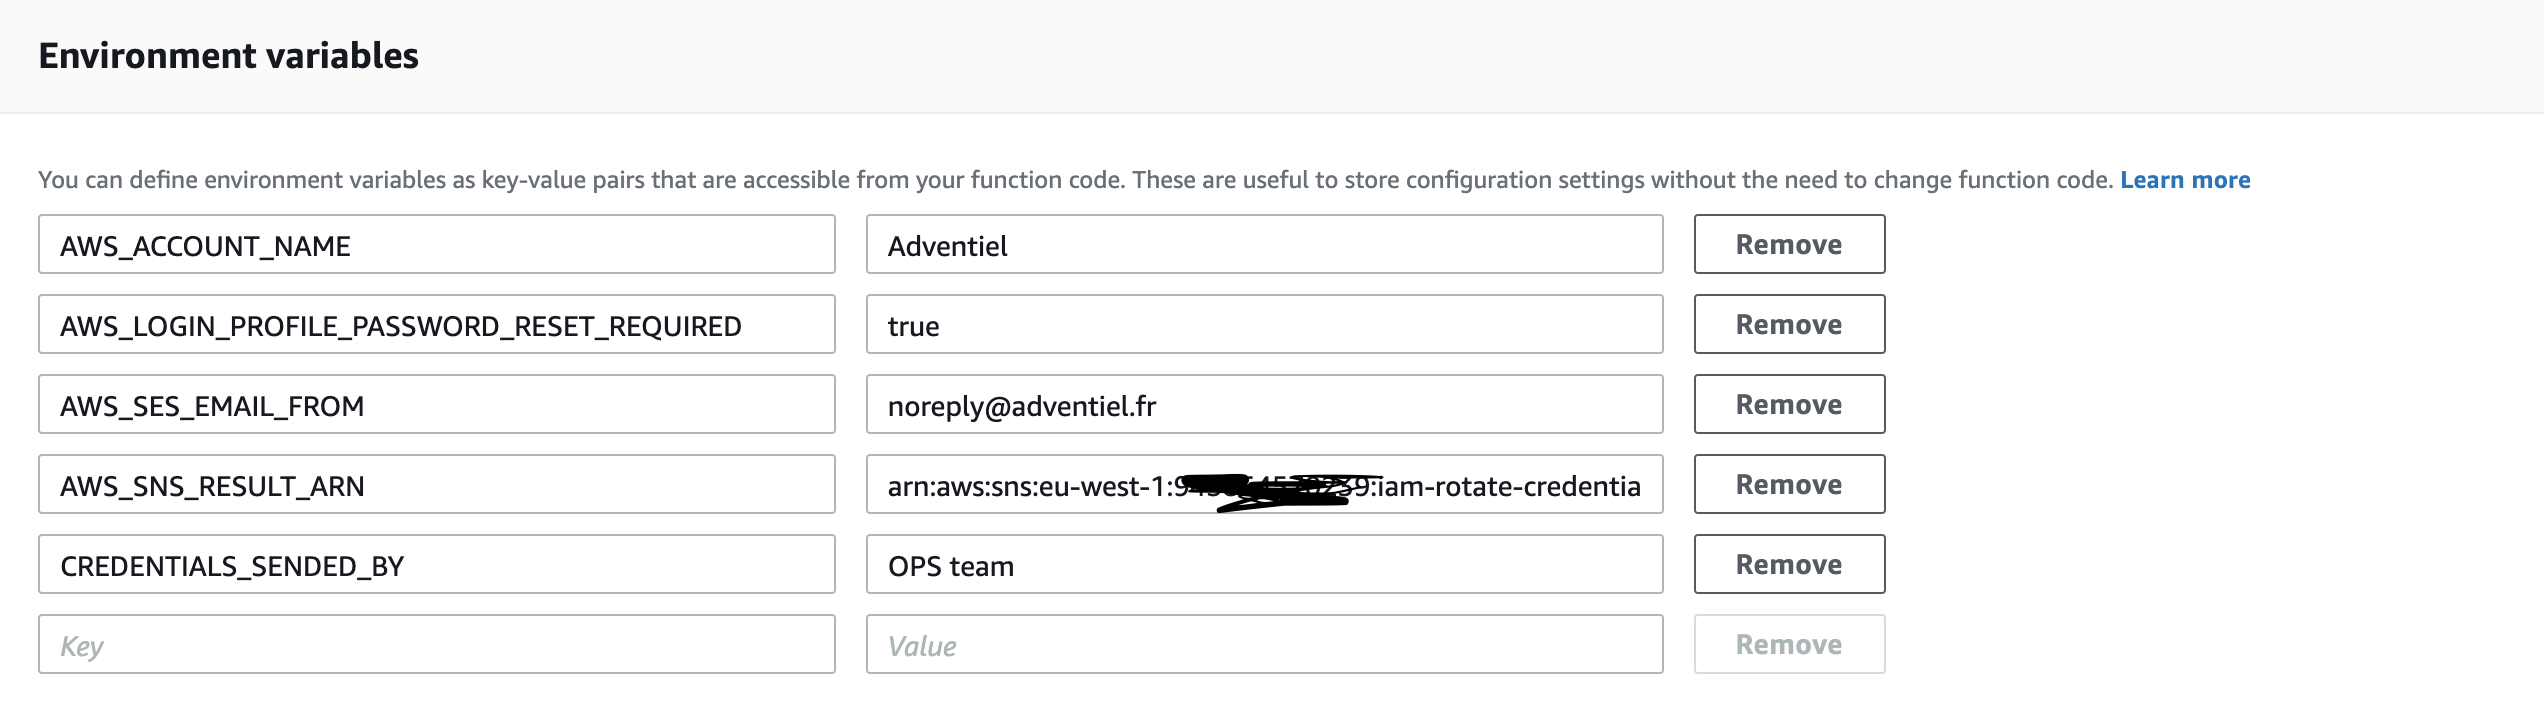 Environment variables
You can define environment variables as key-value pairs that are accessible from your function code. These are useful to store configuration settings without the need to change function code. Learn more
AWS_ACCOUNT_NAME Adventiel Remove
AWS_LOGIN_PROFILE_PASSWORD_RESET_REQUIRED true Remove
AWS_SES_EMAIL_FROM noreply@adventiel.fr Remove
AWS_SNS_RESULT_ARN arn:aws:sns:eu-west-1: :iam-rotate-credentia Remove
CREDENTIALS_SENDED_BY OPS team Remove
Key Value Remove